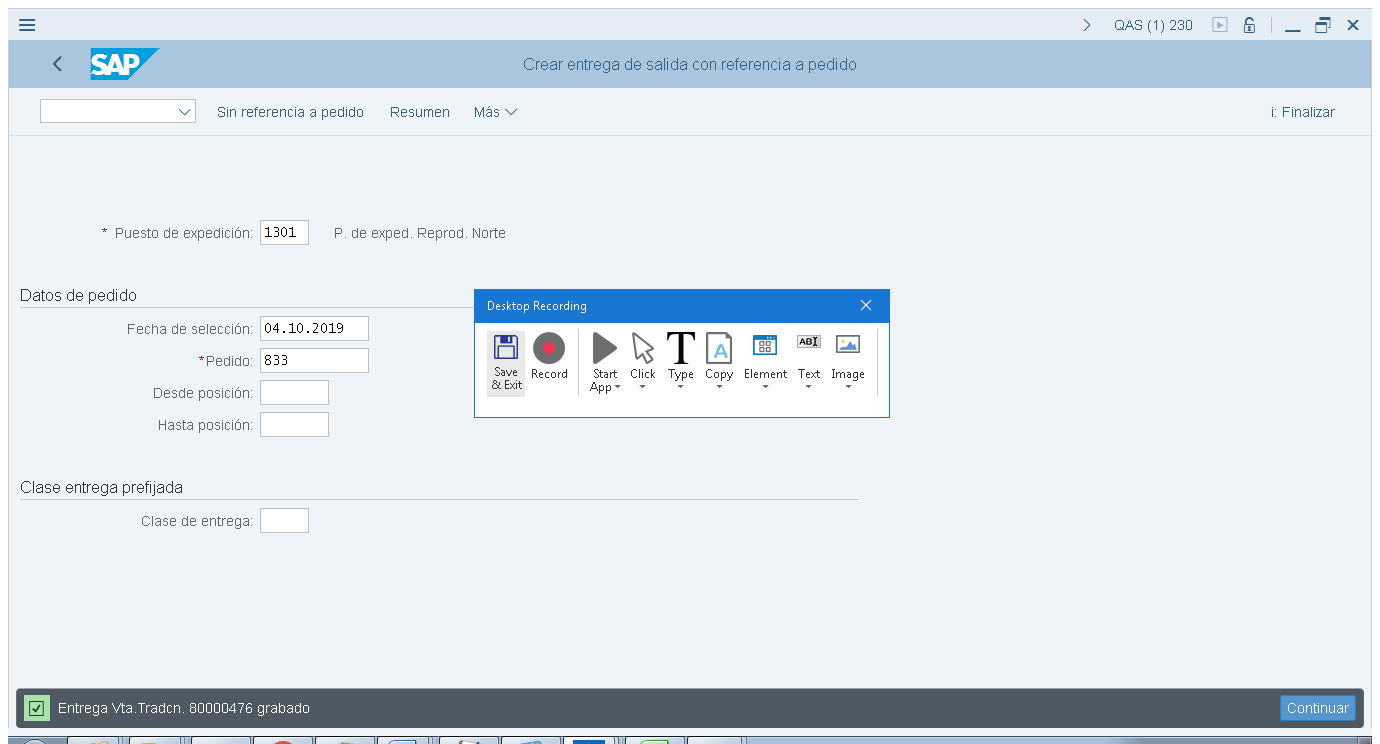 QAS (1) 230
SAP
Crear entrega de salida con referencia a pedido
Sin referencia a pedido Resumen Más i: Finalizar
* Puesto de expedición: 1301 P. de exped. Reprod. Norte
Datos de pedido
Fecha de selección: 04.10.2019
*Pedido: 833
Desde posición:
Hasta posición:
Clase entrega prefijada
Clase de entrega:
Desktop Recording
Save & Exit Record Start App Click Type Copy Element Text Image
T A ABI
Entrega Vta.Tradcn. 80000476 grabado Continuar